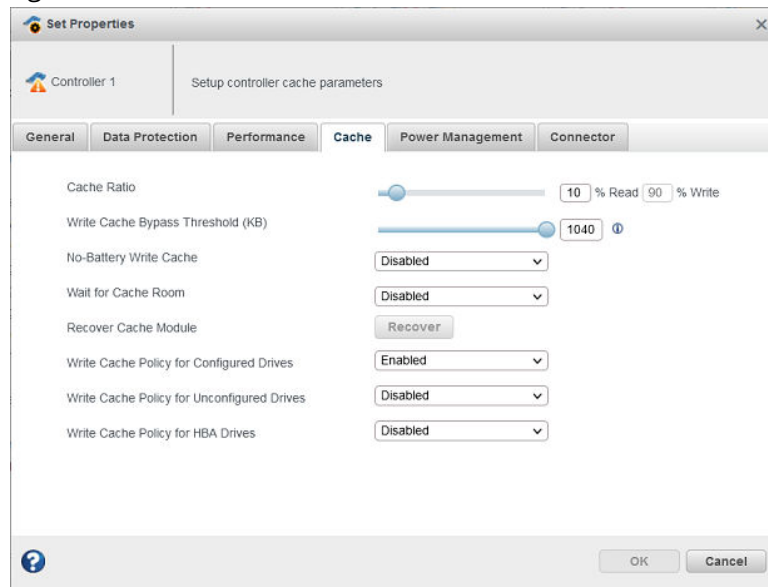 Set Properties
Controller 1
Setup controller cache parameters
General Data Protection Performance Cache Power Management Connector
Cache Ratio 10 % Read 90 % Write
Write Cache Bypass Threshold (KB) 1040
No-Battery Write Cache Disabled
Wait for Cache Room Disabled
Recover Cache Module Recover
Write Cache Policy for Configured Drives Enabled
Write Cache Policy for Unconfigured Drives Disabled
Write Cache Policy for HBA Drives Disabled
OK Cancel